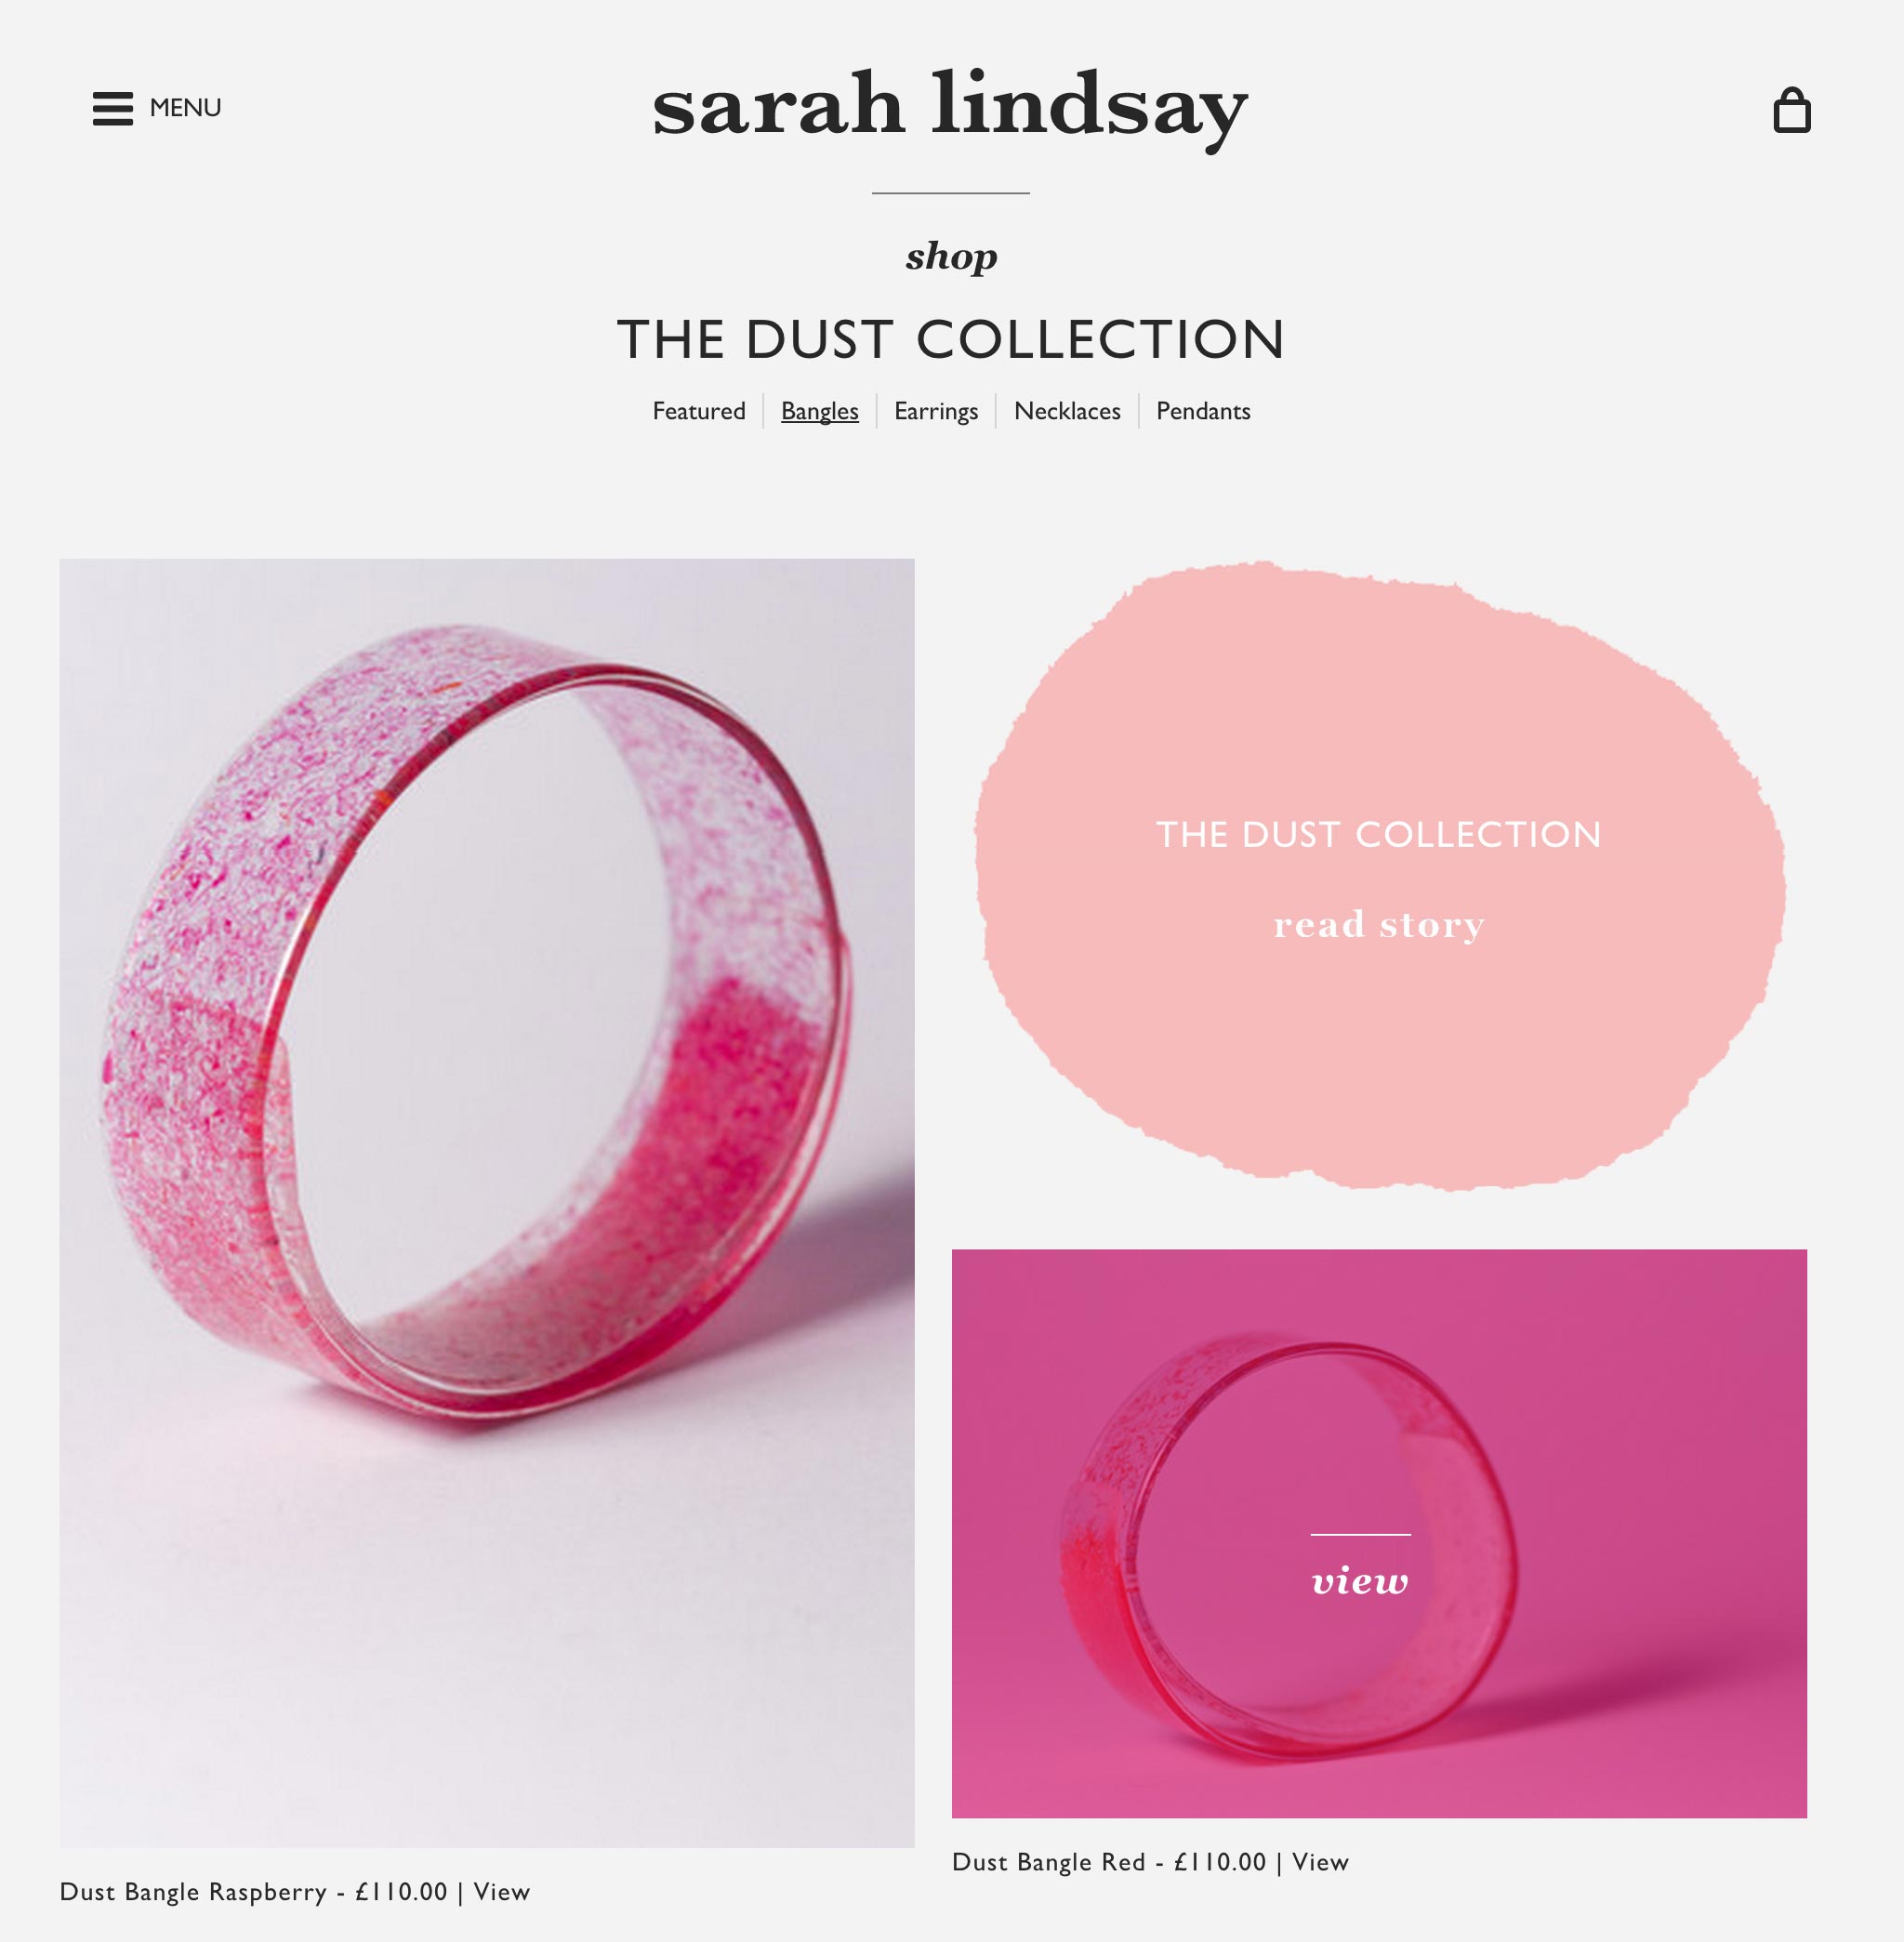 MENU
sarah lindsay
shop
THE DUST COLLECTION
Featured | Bangles | Earrings | Necklaces | Pendants
THE DUST COLLECTION
read story
view
Dust Bangle Raspberry - £110.00 | View
Dust Bangle Red - £110.00 | View